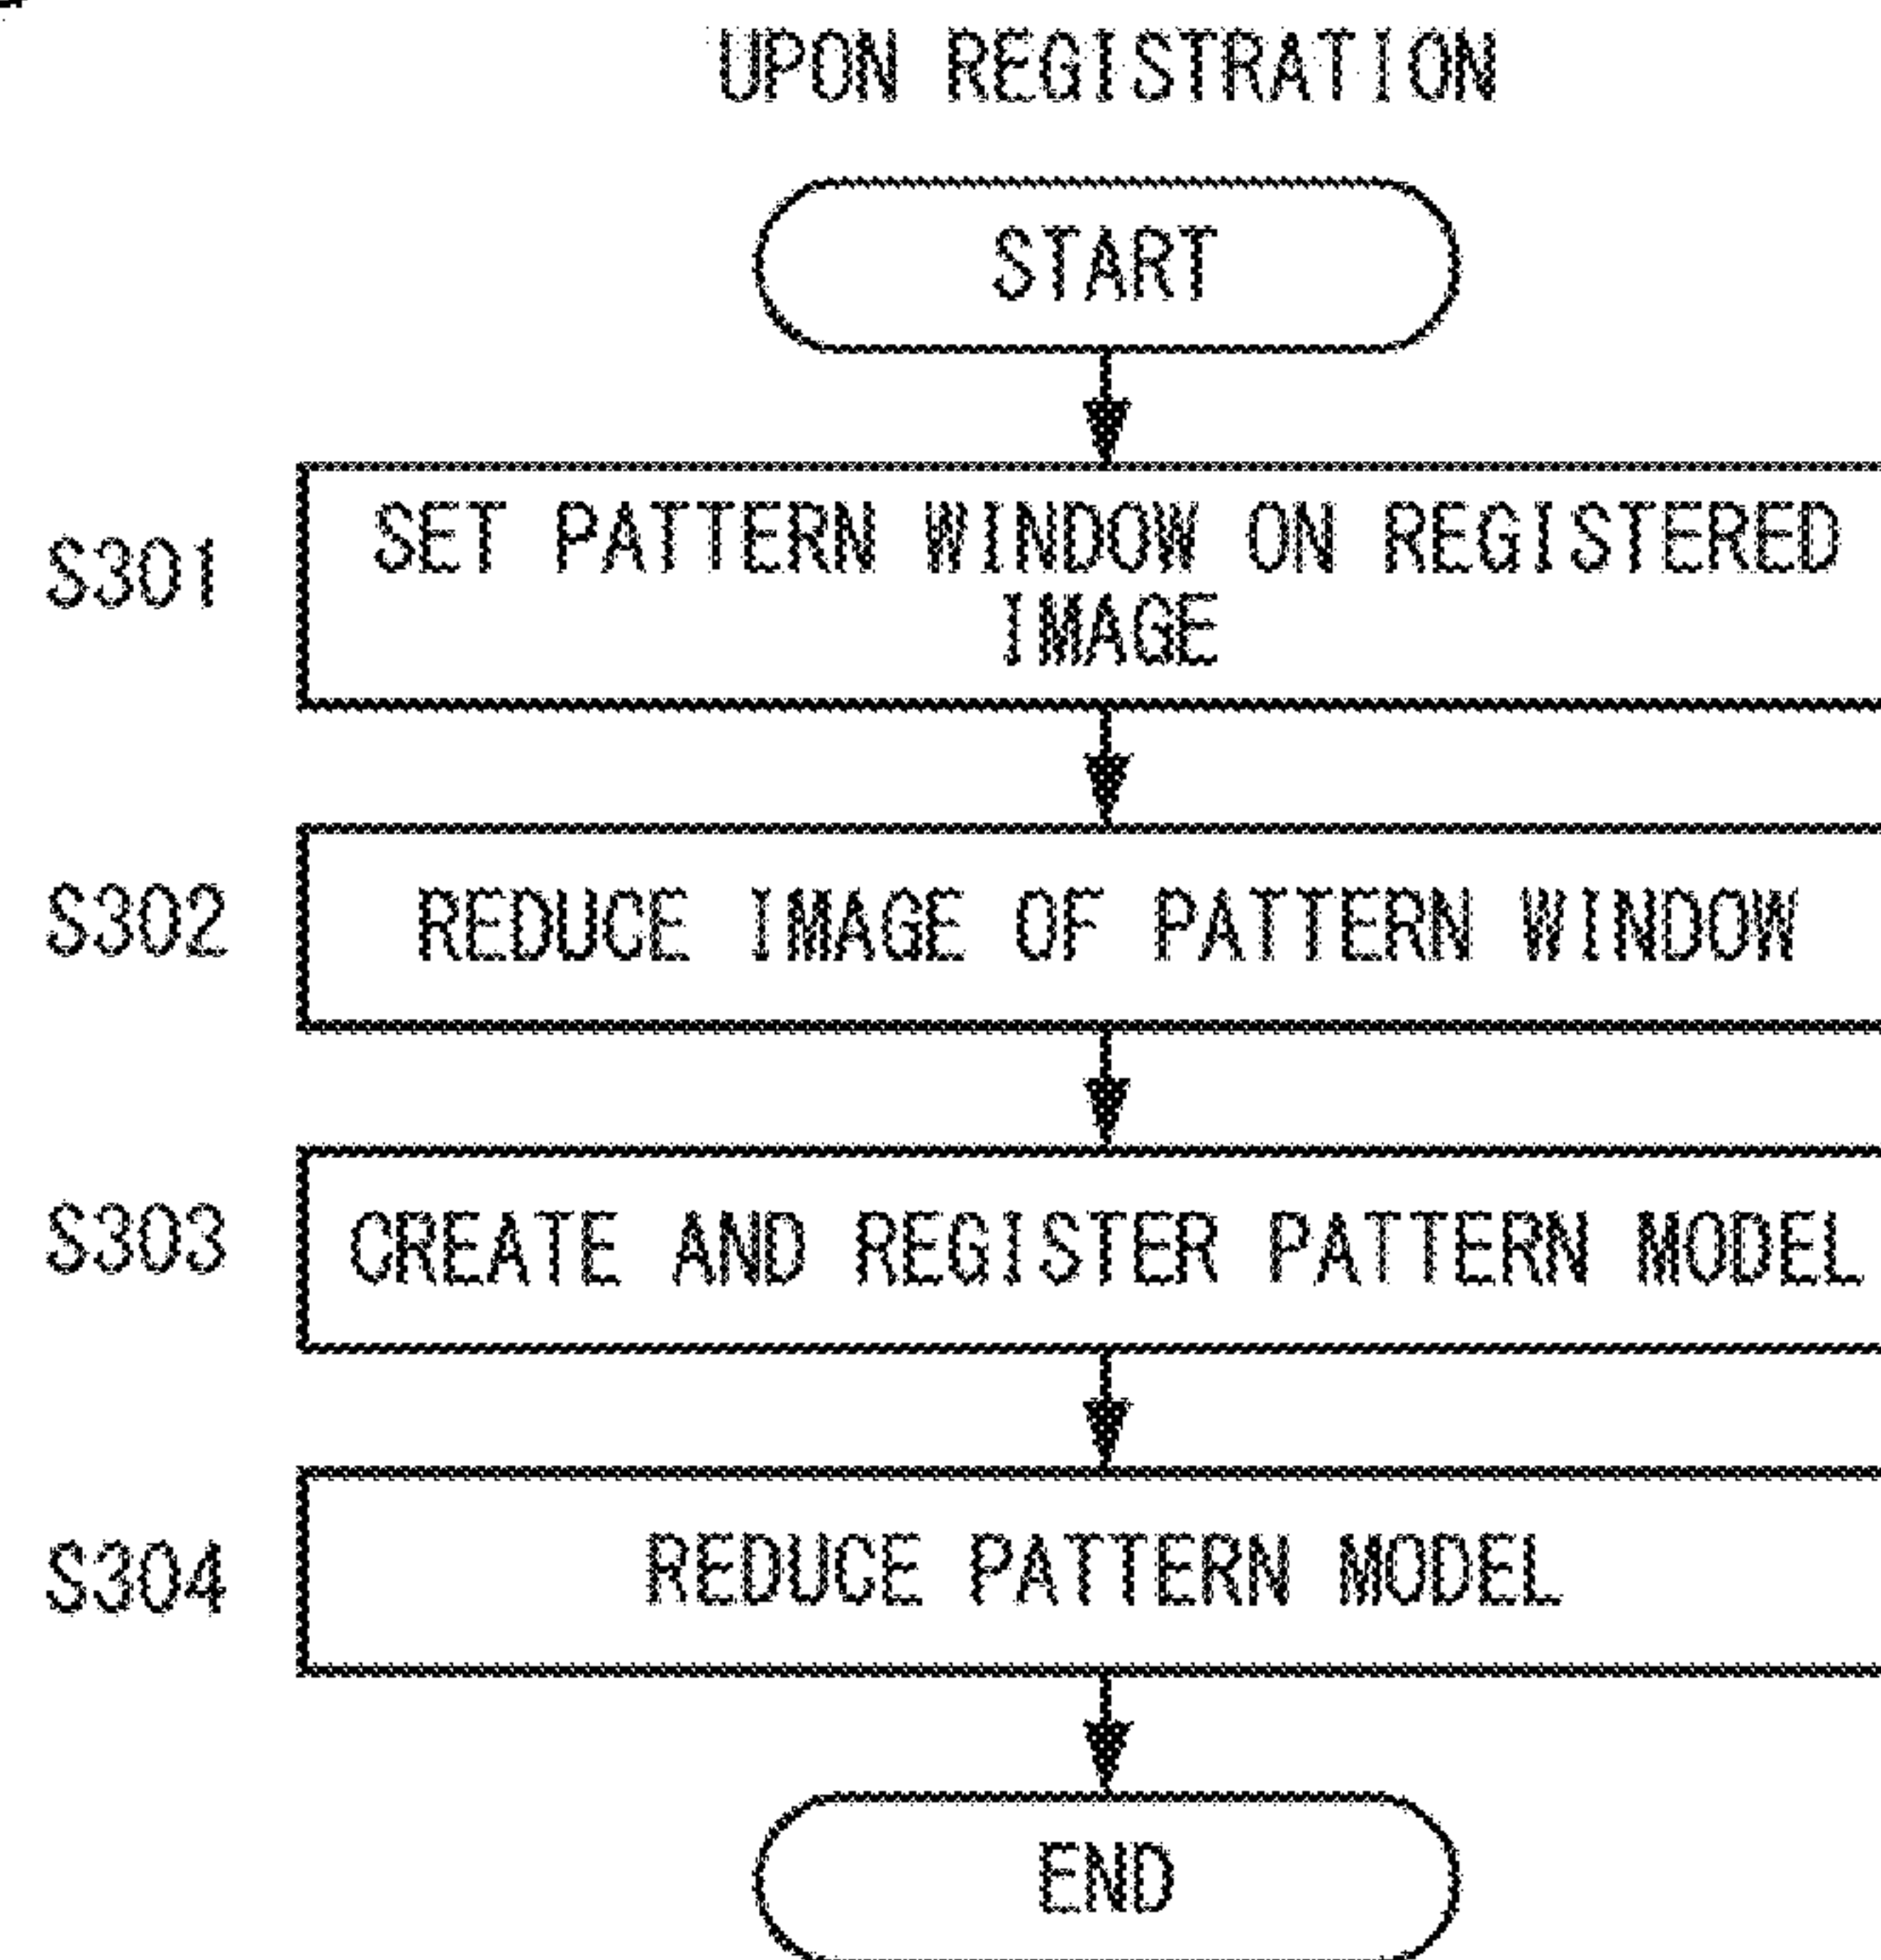 UPON REGISTRATION
START
S301
SET PATTERN WINDOW ON REGISTERED
IMAGE
S302
REDUCE IMAGE OF PATTERN WINDOW
S303
CREATE AND REGISTER PATTERN MODEL
S304
REDUCE PATTERN MODEL
END